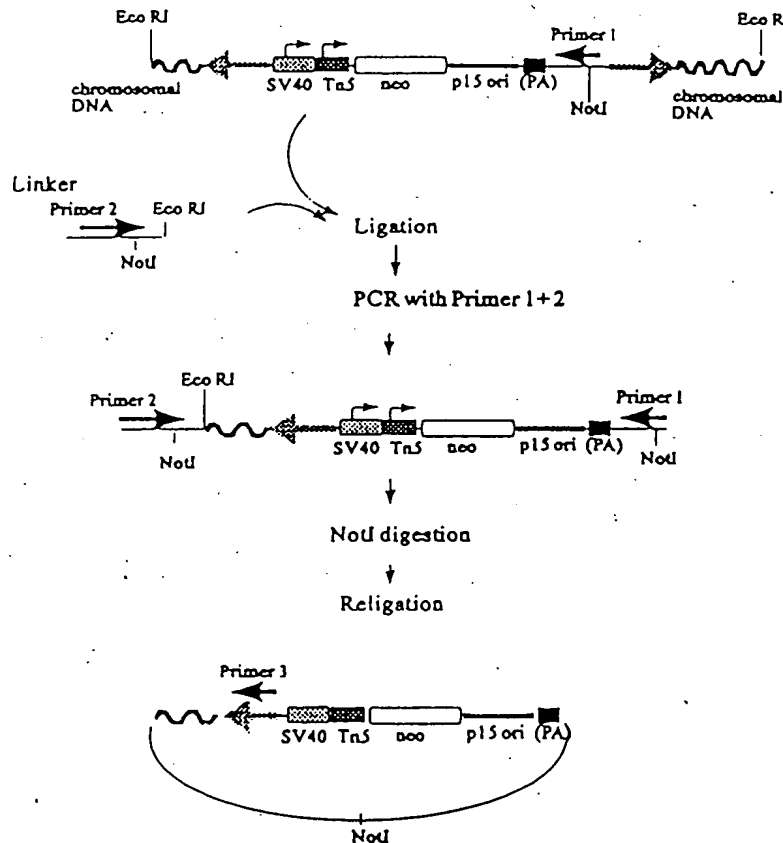 Eco RI
Eco R
Primer 1
SV40 Tn5 neo p15 ori (PA)
NotI
chromosomal
DNA
chromosomal
DNA
Linker
Primer 2 Eco RI
NotI
Ligation
PCR with Primer 1+2
Eco RI
Primer 2
Primer 1
NotI
SV40 Tn5 neo p15 ori (PA)
NotI
NotI digestion
Religation
Primer 3
SV40 Tn5 neo p15 ori (PA)
NotI